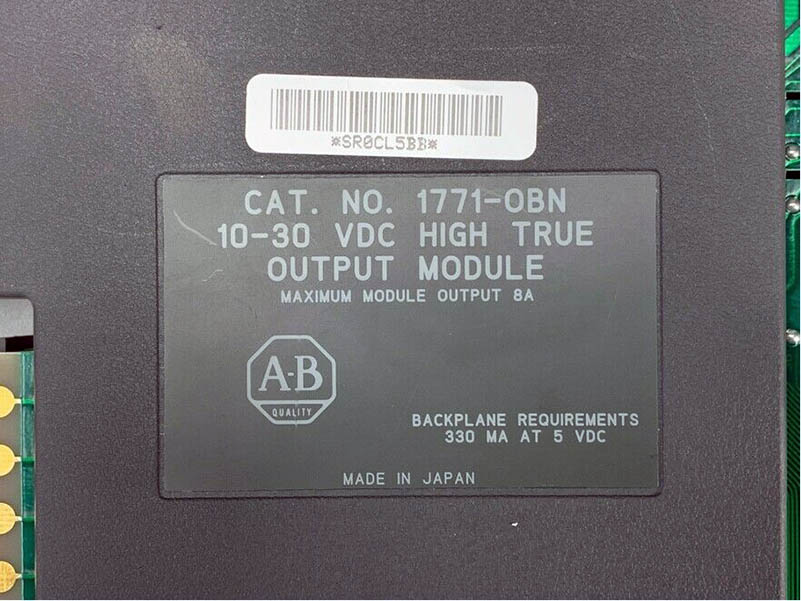 *SR0CL5BB*
CAT. NO. 1771-OBN
10-30 VDC HIGH TRUE
OUTPUT MODULE
MAXIMUM MODULE OUTPUT 8A
A-B
QUALITY
BACKPLANE REQUIREMENTS
330 MA AT 5 VDC
MADE IN JAPAN